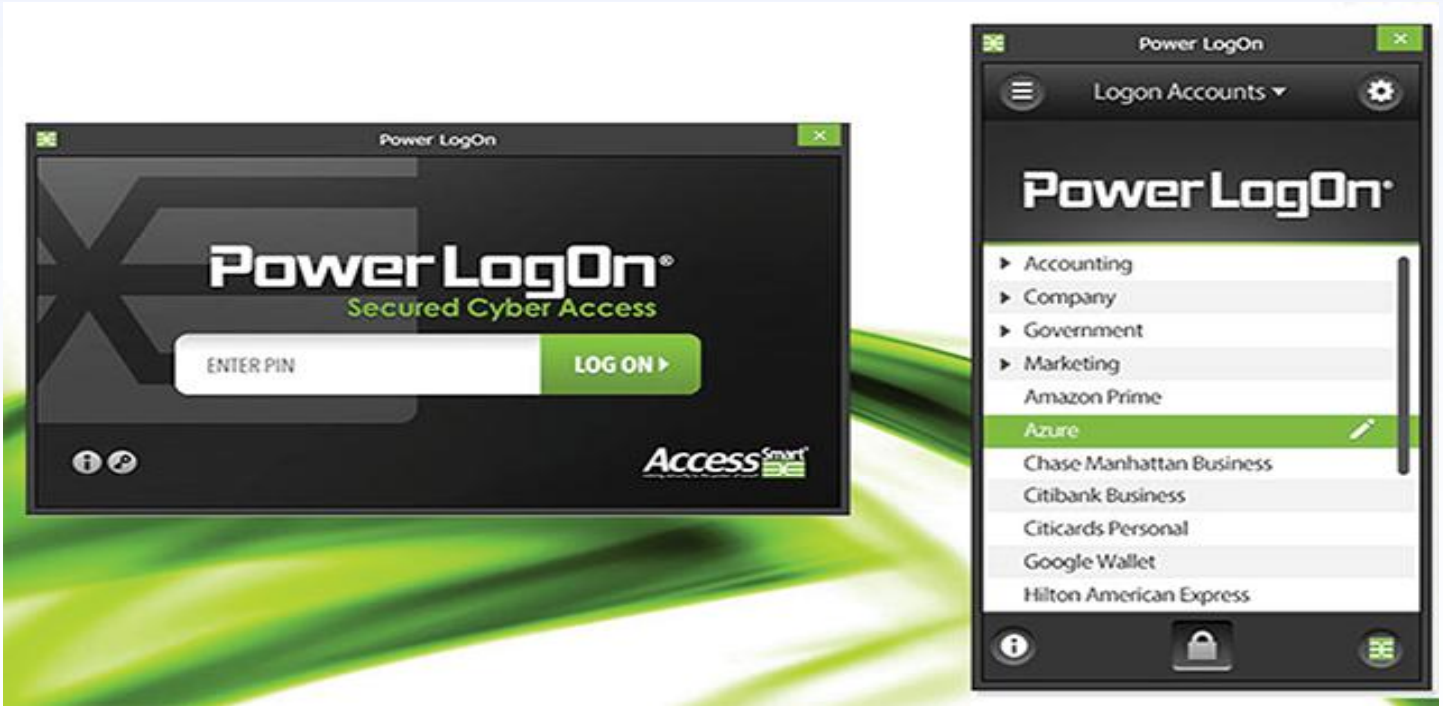 Power LogOn
Power LogOn®
Secured Cyber Access
ENTER PIN
LOG ON
Access Smart®
Power LogOn
Logon Accounts
Power LogOn®
Accounting
Company
Government
Marketing
Amazon Prime
Azure
Chase Manhattan Business
Citibank Business
Citicards Personal
Google Wallet
Hilton American Express